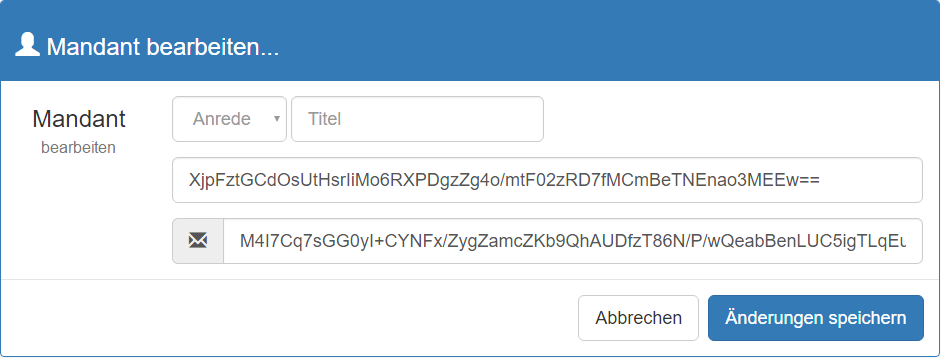 Mandant bearbeiten...
Mandant
bearbeiten
Anrede Titel
XjpFztGCdOsUtHsrIiMo6RXPDgzZg4o/mtF02zRD7fMCmBeTNEnao3MEEw==
M4I7Cq7sGG0yI+CYNFx/ZygZamcZKb9QhAUDfzT86N/P/wQeabBenLUC5igTLqEu
Abbrechen Änderungen speichern